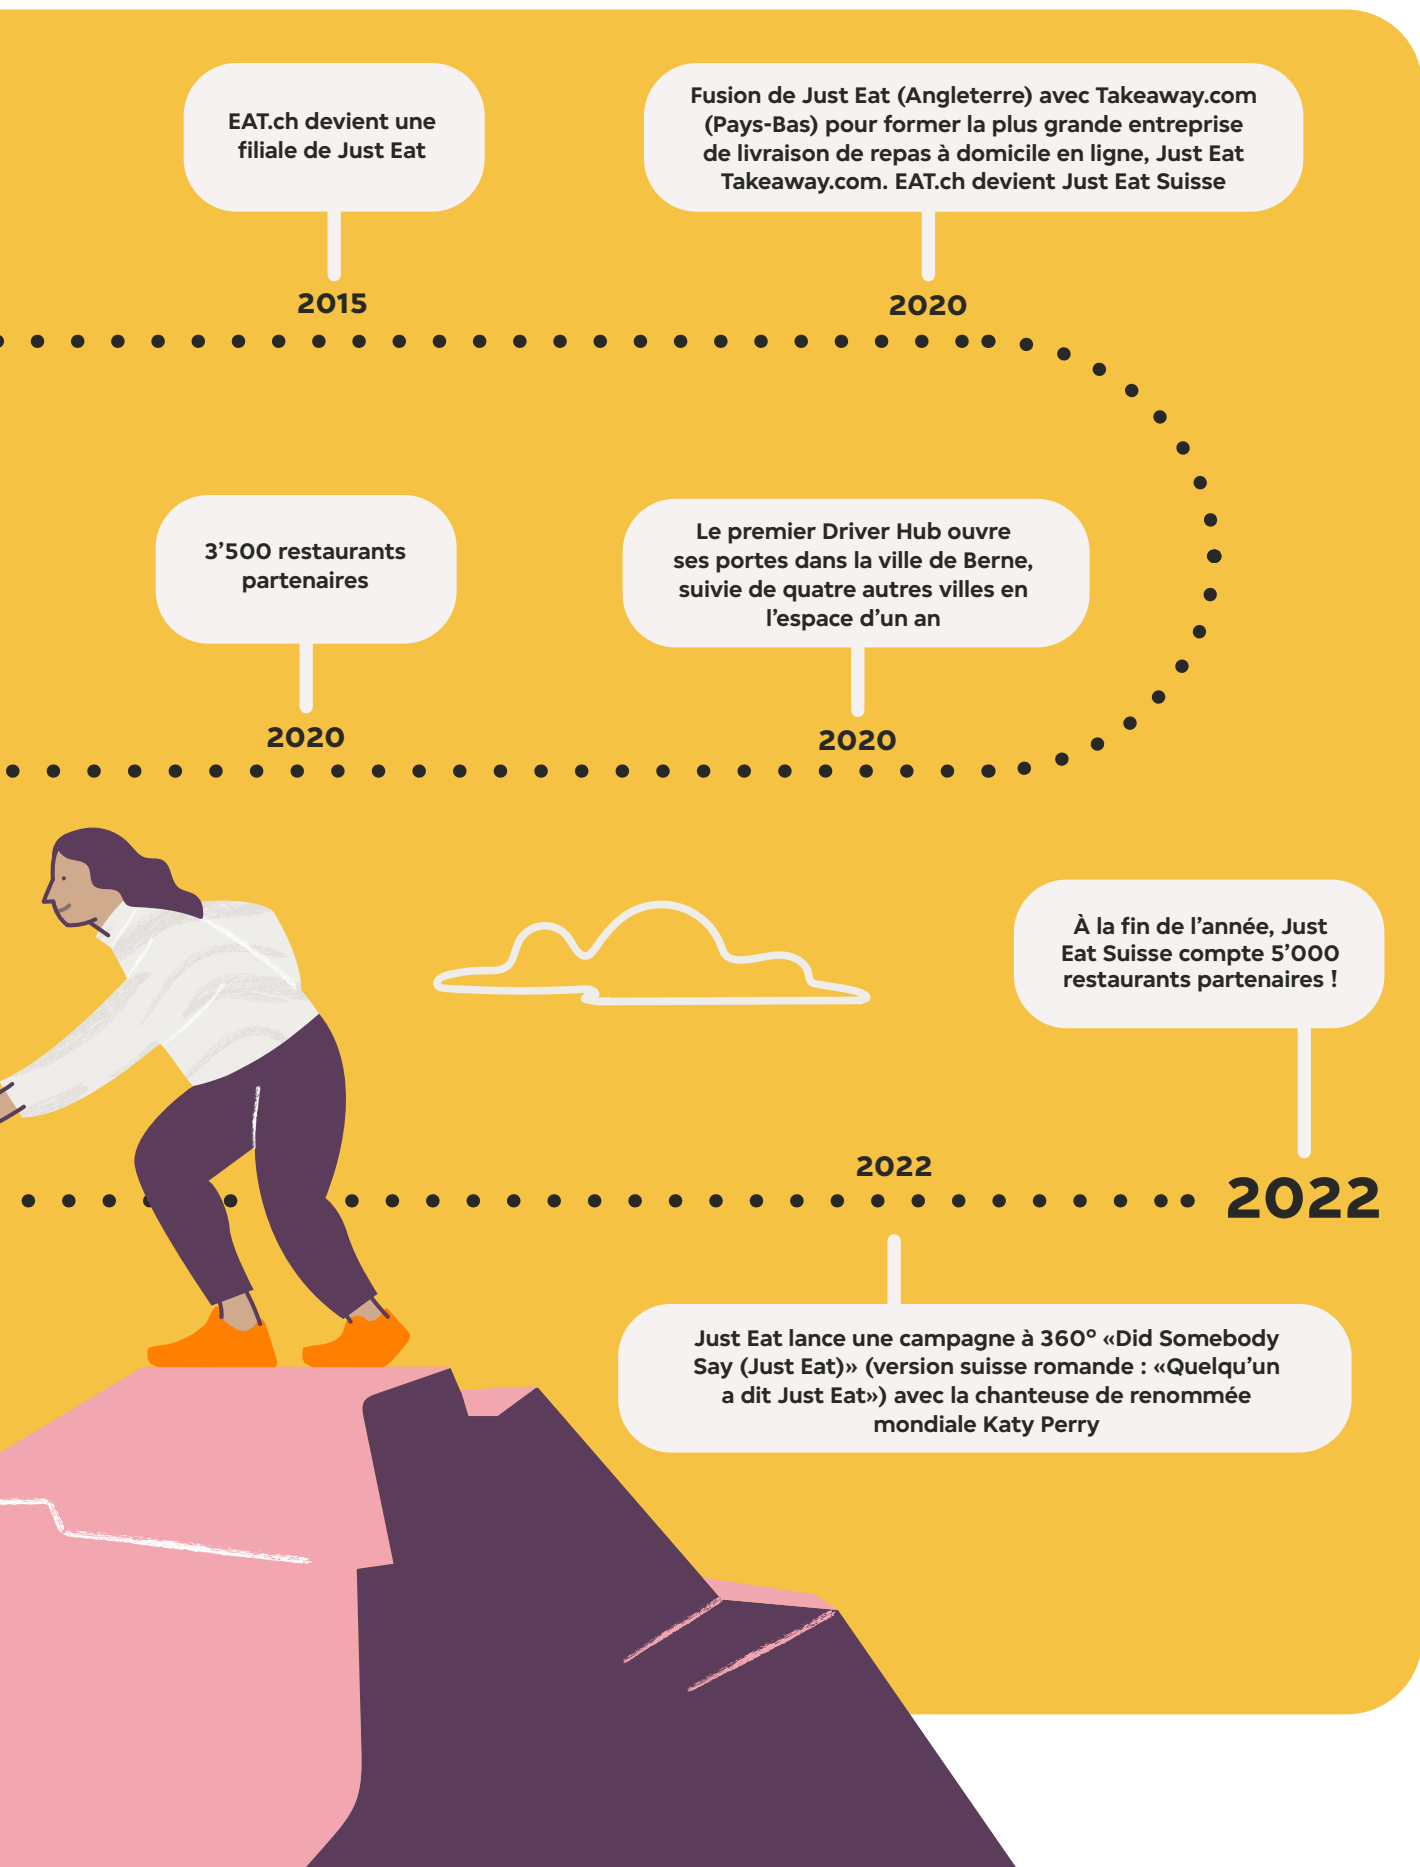 EAT.ch devient une
filiale de Just Eat
2015
Fusion de Just Eat (Angleterre) avec Takeaway.com
(Pays-Bas) pour former la plus grande entreprise
de livraison de repas à domicile en ligne, Just Eat
Takeaway.com. EAT.ch devient Just Eat Suisse
2020
Le premier Driver Hub ouvre
ses portes dans la ville de Berne,
suivie de quatre autres villes en
l’espace d’un an
2020
3’500 restaurants
partenaires
2020
2022
Just Eat lance une campagne à 360° «Did Somebody
Say (Just Eat)» (version suisse romande : «Quelqu’un
a dit Just Eat») avec la chanteuse de renommée
mondiale Katy Perry
À la fin de l’année, Just
Eat Suisse compte 5’000
restaurants partenaires !
2022